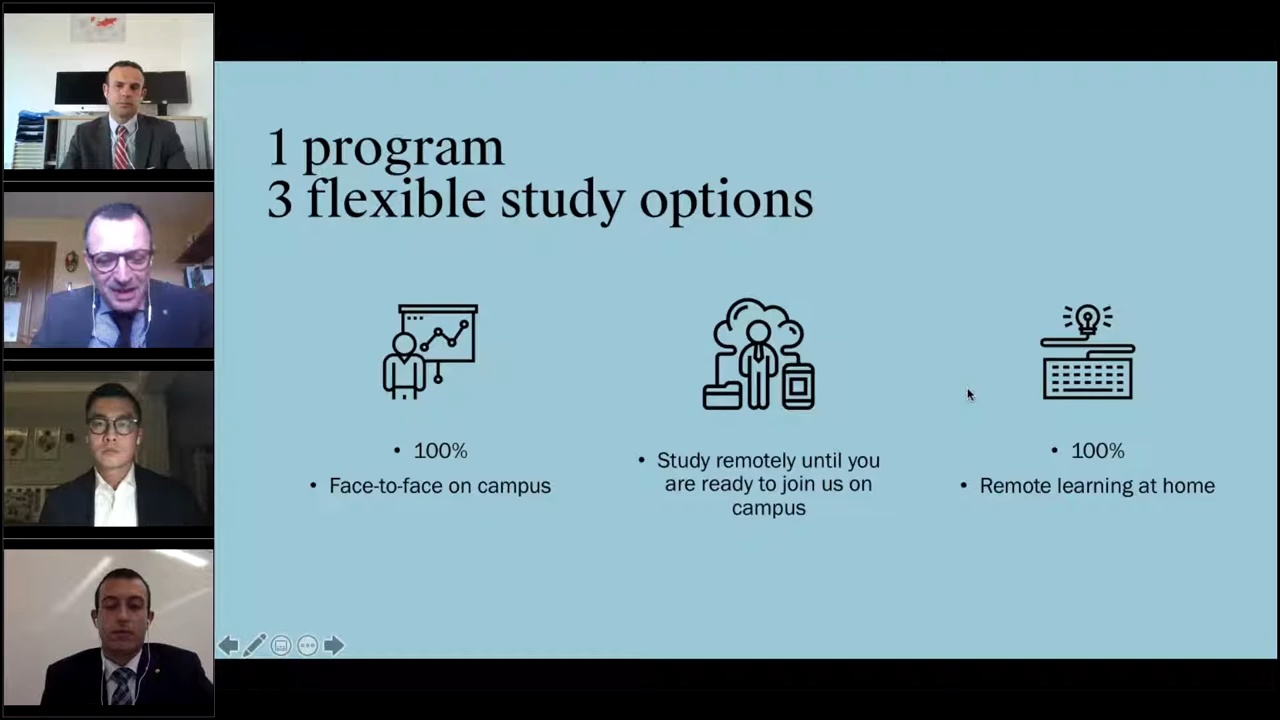 1 program
3 flexible study options
• 100%
• Face-to-face on campus
• Study remotely until you
are ready to join us on
campus
• 100%
• Remote learning at home